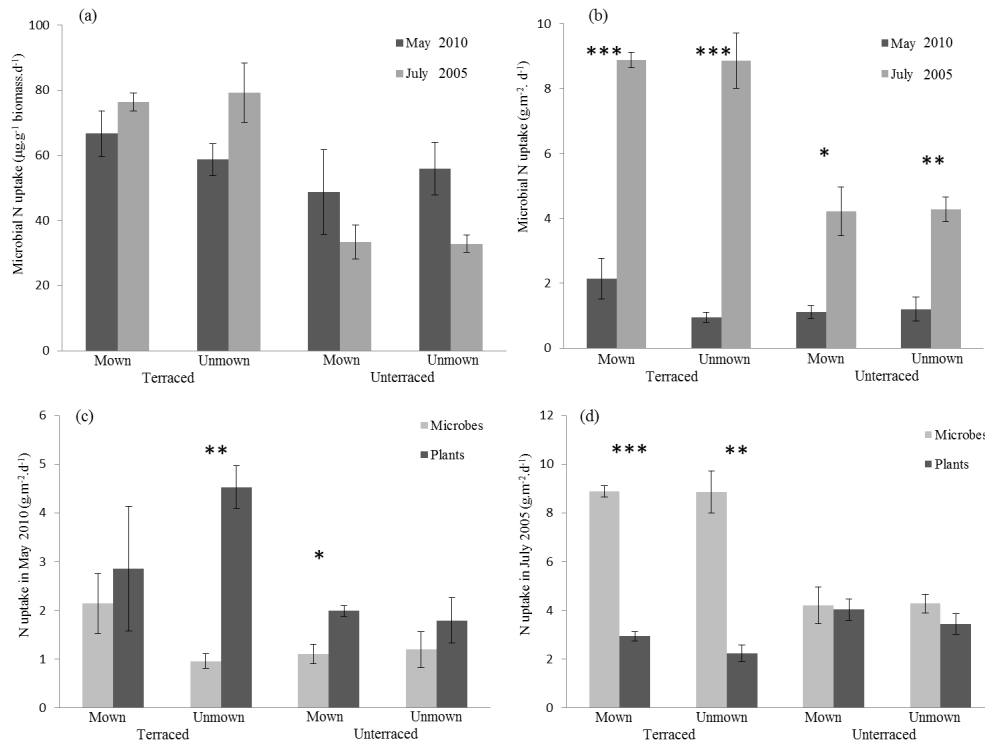 (a)
Microbial N uptake (µg.g⁻¹ biomass.d⁻¹)
100
80
60
40
20
0
May 2010
July 2005
Mown Unmown Mown Unmown
Terraced Unterraced
(b)
Microbial N uptake (g.m⁻². d⁻¹)
10
8
6
4
2
0
May 2010
July 2005
*** *** * **
Mown Unmown Mown Unmown
Terraced Unterraced
(c)
N uptake in May 2010 (g.m⁻².d⁻¹)
6
5
4
3
2
1
0
Microbes
Plants
** *
Mown Unmown Mown Unmown
Terraced Unterraced
(d)
N uptake in July 2005 (g.m⁻².d⁻¹)
12
10
8
6
4
2
0
Microbes
Plants
*** **
Mown Unmown Mown Unmown
Terraced Unterraced